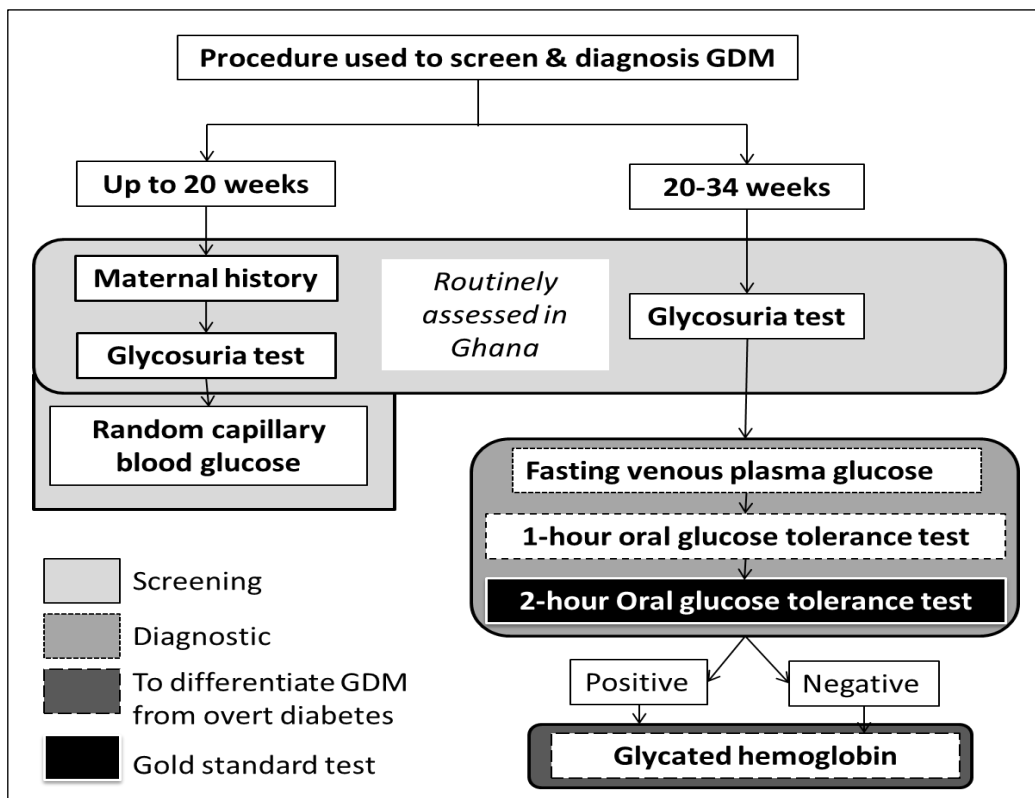 Procedure used to screen & diagnosis GDM
Up to 20 weeks
20-34 weeks
Maternal history
Glycosuria test
Random capillary
blood glucose
Routinely
assessed in
Ghana
Glycosuria test
Fasting venous plasma glucose
1-hour oral glucose tolerance test
2-hour Oral glucose tolerance test
Positive
Negative
Glycated hemoglobin
Screening
Diagnostic
To differentiate GDM
from overt diabetes
Gold standard test